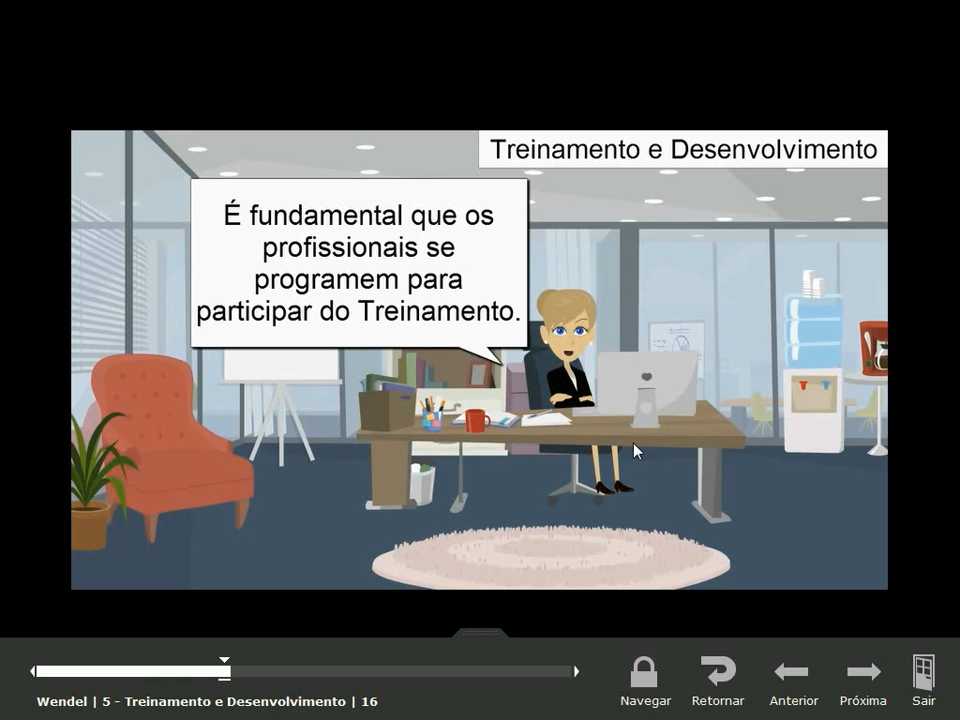 Treinamento e Desenvolvimento
É fundamental que os
profissionais se
programem para
participar do Treinamento.
Navegar
Retornar
Anterior
Próxima
Sair
Wendel | 5 - Treinamento e Desenvolvimento | 16